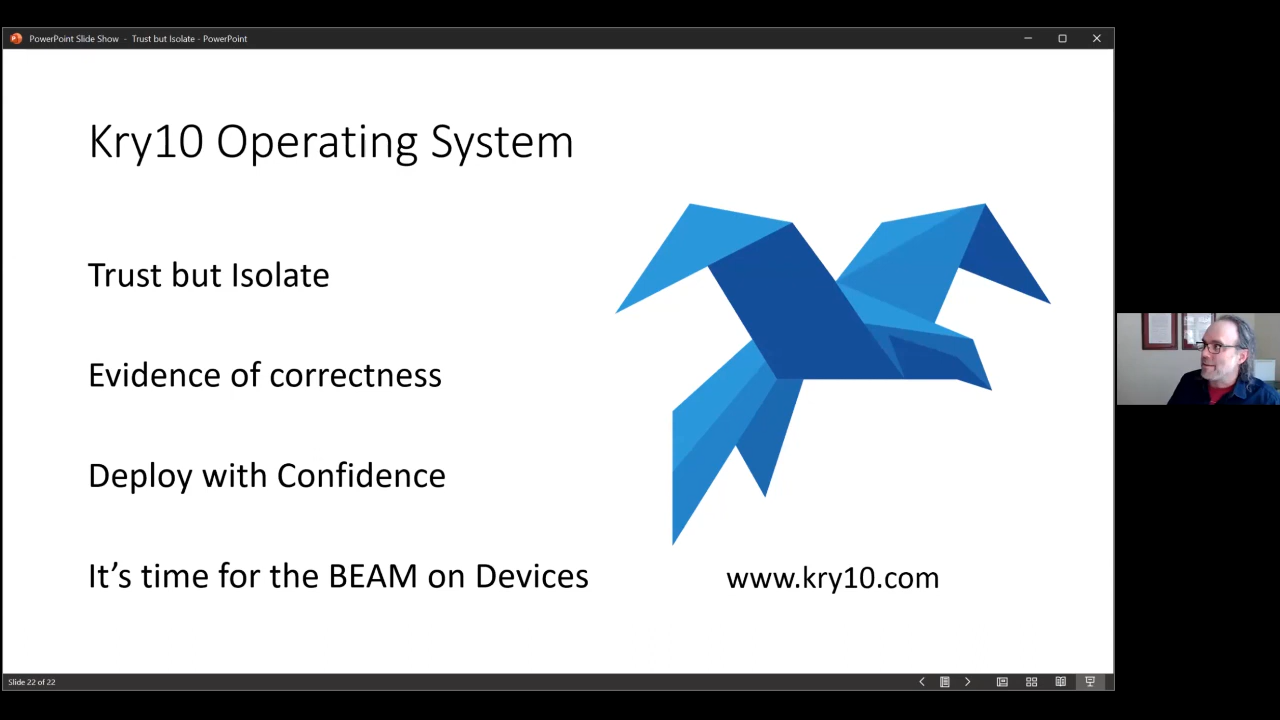 PowerPoint Slide Show - Trust but Isolate - PowerPoint
Kry10 Operating System
Trust but Isolate
Evidence of correctness
Deploy with Confidence
It’s time for the BEAM on Devices
www.kry10.com
Slide 22 of 22